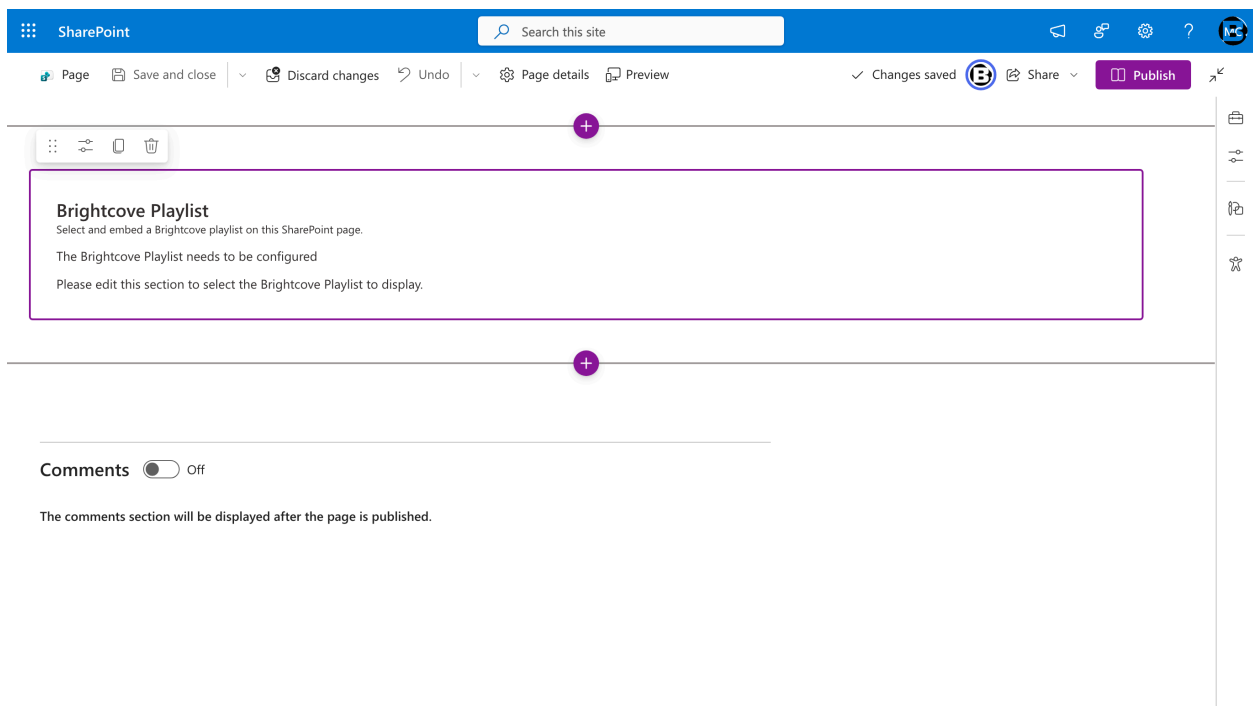 SharePoint
Search this site
?
MC
Page
Save and close
Discard changes
Undo
Page details
Preview
Changes saved
B
Share
Publish
Brightcove Playlist
Select and embed a Brightcove playlist on this SharePoint page.
The Brightcove Playlist needs to be configured
Please edit this section to select the Brightcove Playlist to display.
Comments
Off
The comments section will be displayed after the page is published.